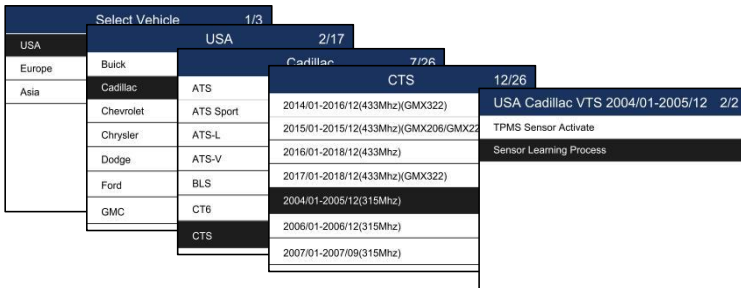 Select Vehicle 1/3
USA
Europe
Asia
USA 2/17
Buick
Cadillac
Chevrolet
Chrysler
Dodge
Ford
GMC
Cadillac 7/26
ATS
ATS Sport
ATS-L
ATS-V
BLS
CT6
CTS
CTS 12/26
2014/01-2016/12(433Mhz)(GMX322)
2015/01-2015/12(433Mhz)(GMX206/GMX22
2016/01-2018/12(433Mhz)
2017/01-2018/12(433Mhz)(GMX322)
2004/01-2005/12(315Mhz)
2006/01-2006/12(315Mhz)
2007/01-2007/09(315Mhz)
USA Cadillac VTS 2004/01-2005/12 2/2
TPMS Sensor Activate
Sensor Learning Process